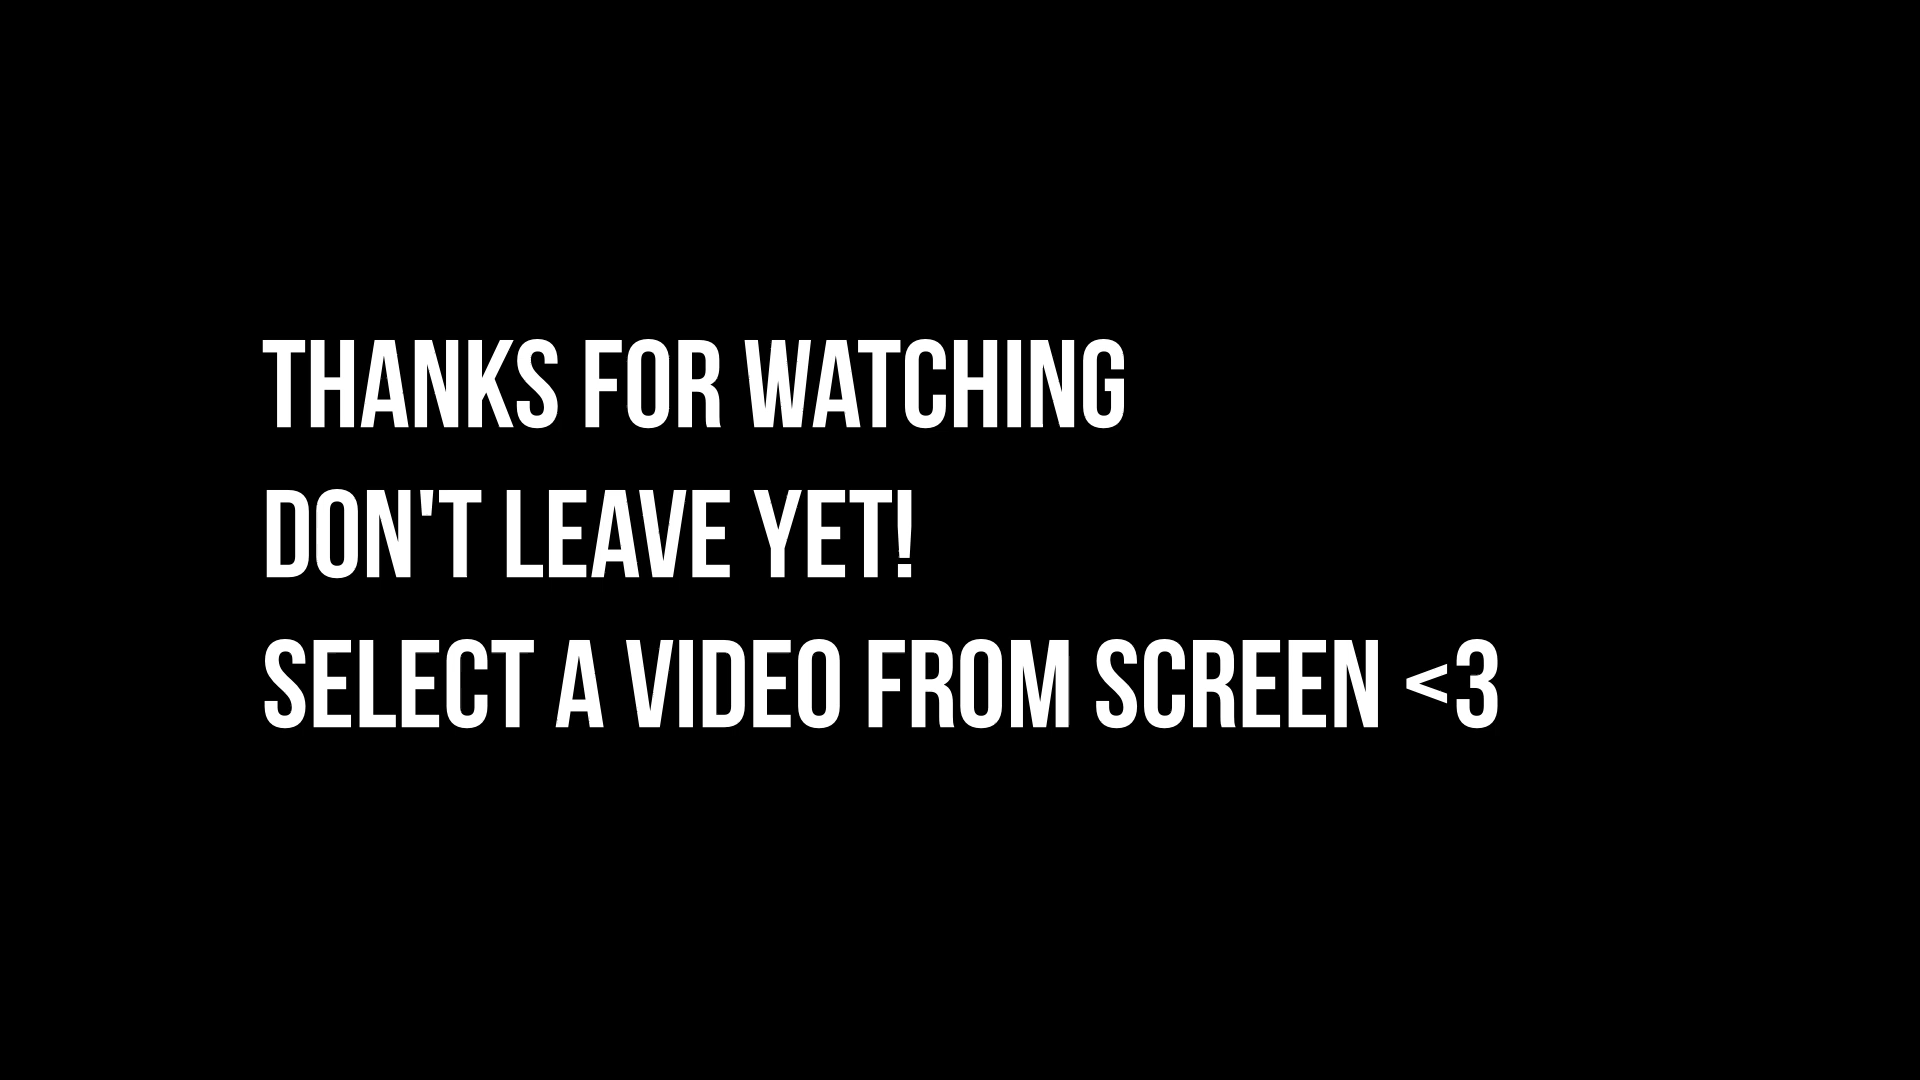 THANKS FOR WATCHING
DON'T LEAVE YET!
SELECT A VIDEO FROM SCREEN <3